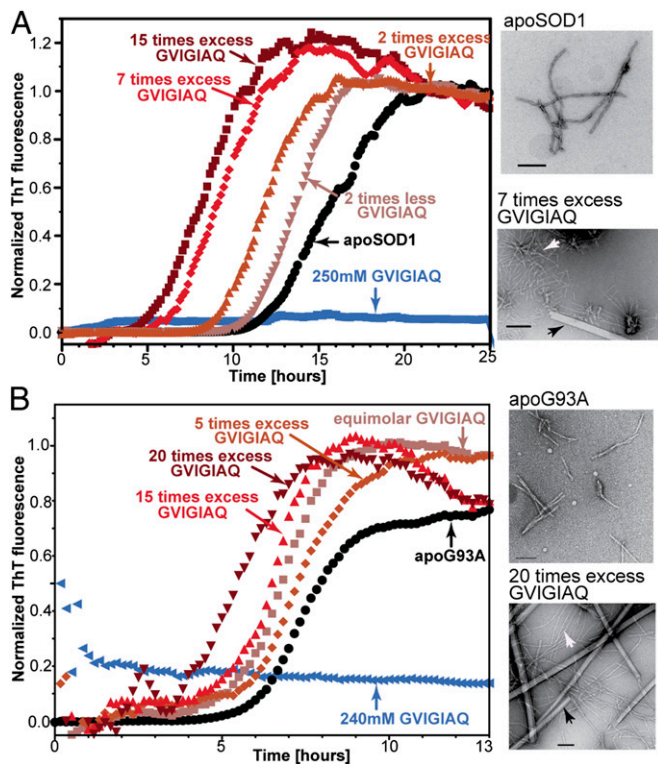 A
15 times excess
GVIGIAQ
7 times excess
GVIGIAQ
2 times excess
GVIGIAQ
2 times less
GVIGIAQ
apoSOD1
250mM GVIGIAQ
Normalized ThT fluorescence
1.2
1.0
0.8
0.6
0.4
0.2
0.0
0
5
10
15
20
25
Time [hours]
apoSOD1
7 times excess
GVIGIAQ
B
equimolar GVIGIAQ
5 times excess
GVIGIAQ
20 times excess
GVIGIAQ
15 times excess
GVIGIAQ
apoG93A
240mM GVIGIAQ
Normalized ThT fluorescence
1.0
0.8
0.6
0.4
0.2
0.0
0
5
10
13
Time [hours]
apoG93A
20 times excess
GVIGIAQ